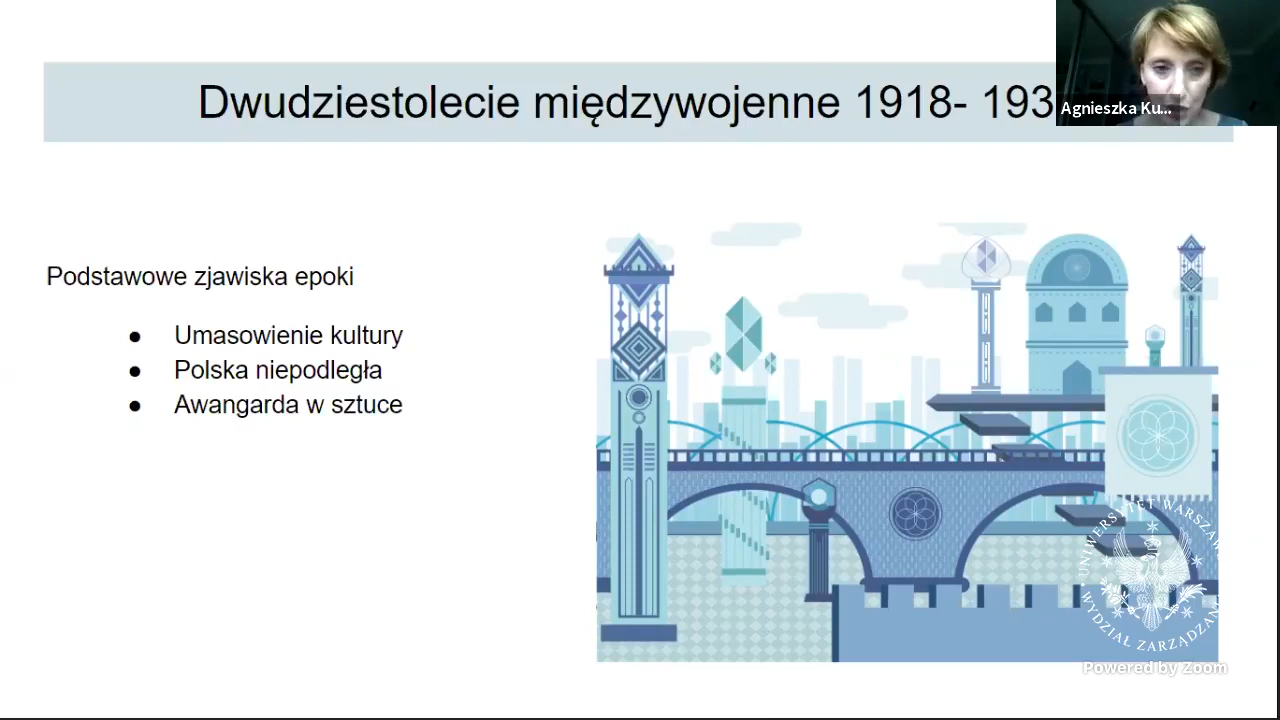 Dwudziestolecie międzywojenne 1918- 193
Agnieszka Ku...
Podstawowe zjawiska epoki
● Umasowienie kultury
● Polska niepodległa
● Awangarda w sztuce
UNIWERSYTET WARSZAWS
WYDZIAŁ ZARZĄDZAN
Powered by Zoom